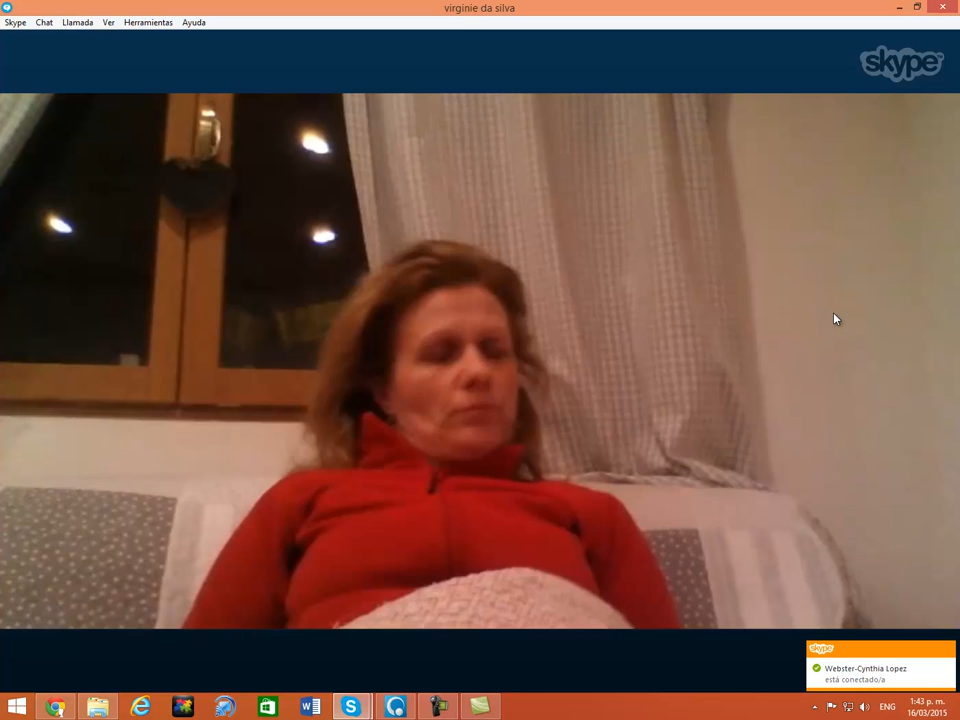 virginie da silva
Skype Chat Llamada Ver Herramientas Ayuda
skype
skype
Webster-Cynthia Lopez
está conectado/a
ENG
1:43 p. m.
16/03/2015